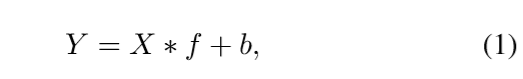 Y = X ∗ f + b, (1)